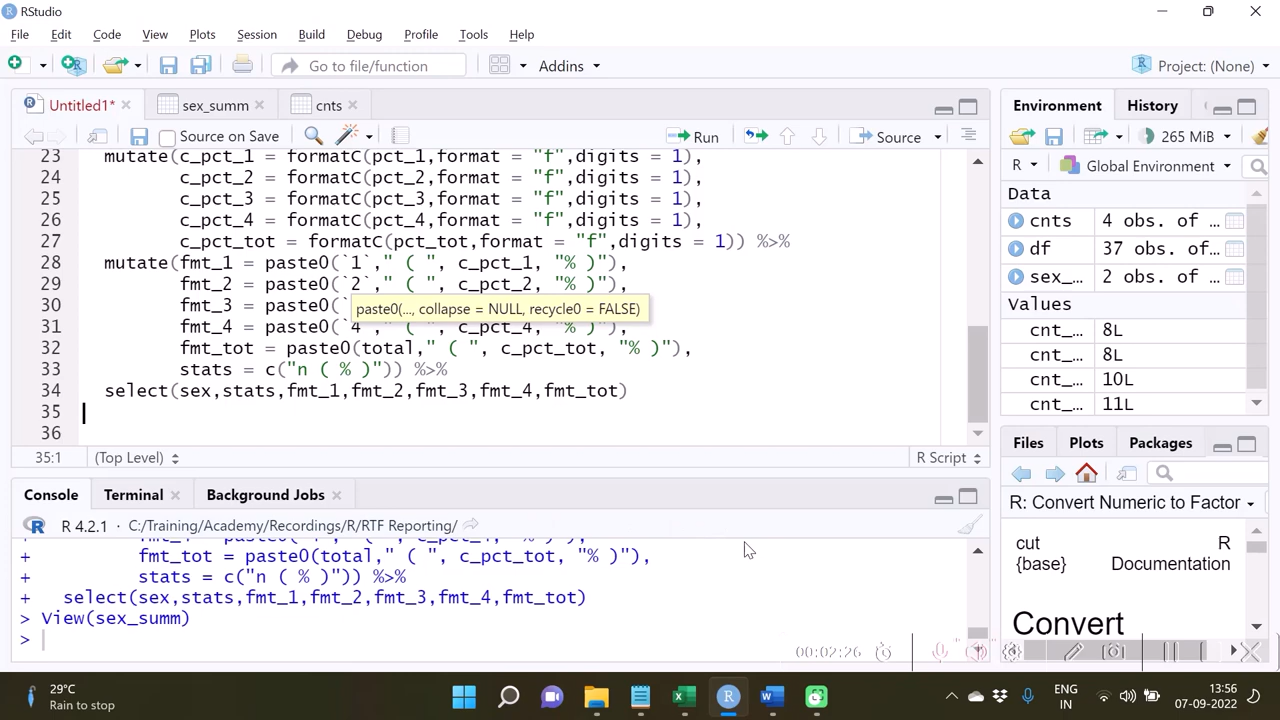 RStudio
File Edit Code View Plots Session Build Debug Profile Tools Help
Go to file/function Addins Project: (None)
Untitled1* sex_summ cnts
Source on Save Run Source
23 mutate(c_pct_1 = formatC(pct_1,format = "f",digits = 1),
24 c_pct_2 = formatC(pct_2,format = "f",digits = 1),
25 c_pct_3 = formatC(pct_3,format = "f",digits = 1),
26 c_pct_4 = formatC(pct_4,format = "f",digits = 1),
27 c_pct_tot = formatC(pct_tot,format = "f",digits = 1)) %>%
28 mutate(fmt_1 = paste0(`1`," ( ", c_pct_1, "% )"),
29 fmt_2 = paste0(`2`," ( ", c_pct_2, "% )"),
30 fmt_3 = paste0(`
paste0(..., collapse = NULL, recycle0 = FALSE)
31 fmt_4 = paste0(`4`," ( ", c_pct_4, "% )"),
32 fmt_tot = paste0(total," ( ", c_pct_tot, "% )"),
33 stats = c("n ( % )")) %>%
34 select(sex,stats,fmt_1,fmt_2,fmt_3,fmt_4,fmt_tot)
35
36
35:1 (Top Level) R Script
Console Terminal Background Jobs
R 4.2.1 · C:/Training/Academy/Recordings/R/RTF Reporting/
+ fmt_tot = paste0(total," ( ", c_pct_tot, "% )"),
+ stats = c("n ( % )")) %>%
+ select(sex,stats,fmt_1,fmt_2,fmt_3,fmt_4,fmt_tot)
> View(sex_summ)
>
Environment History
265 MiB
R Global Environment
Data
cnts 4 obs. of ...
df 37 obs. of ...
sex_... 2 obs. of ...
Values
cnt_... 8L
cnt_... 8L
cnt_... 10L
cnt_... 11L
Files Plots Packages
R: Convert Numeric to Factor
cut {base} R Documentation
Convert
00:02:26
29°C
Rain to stop
ENG
IN
13:56
07-09-2022